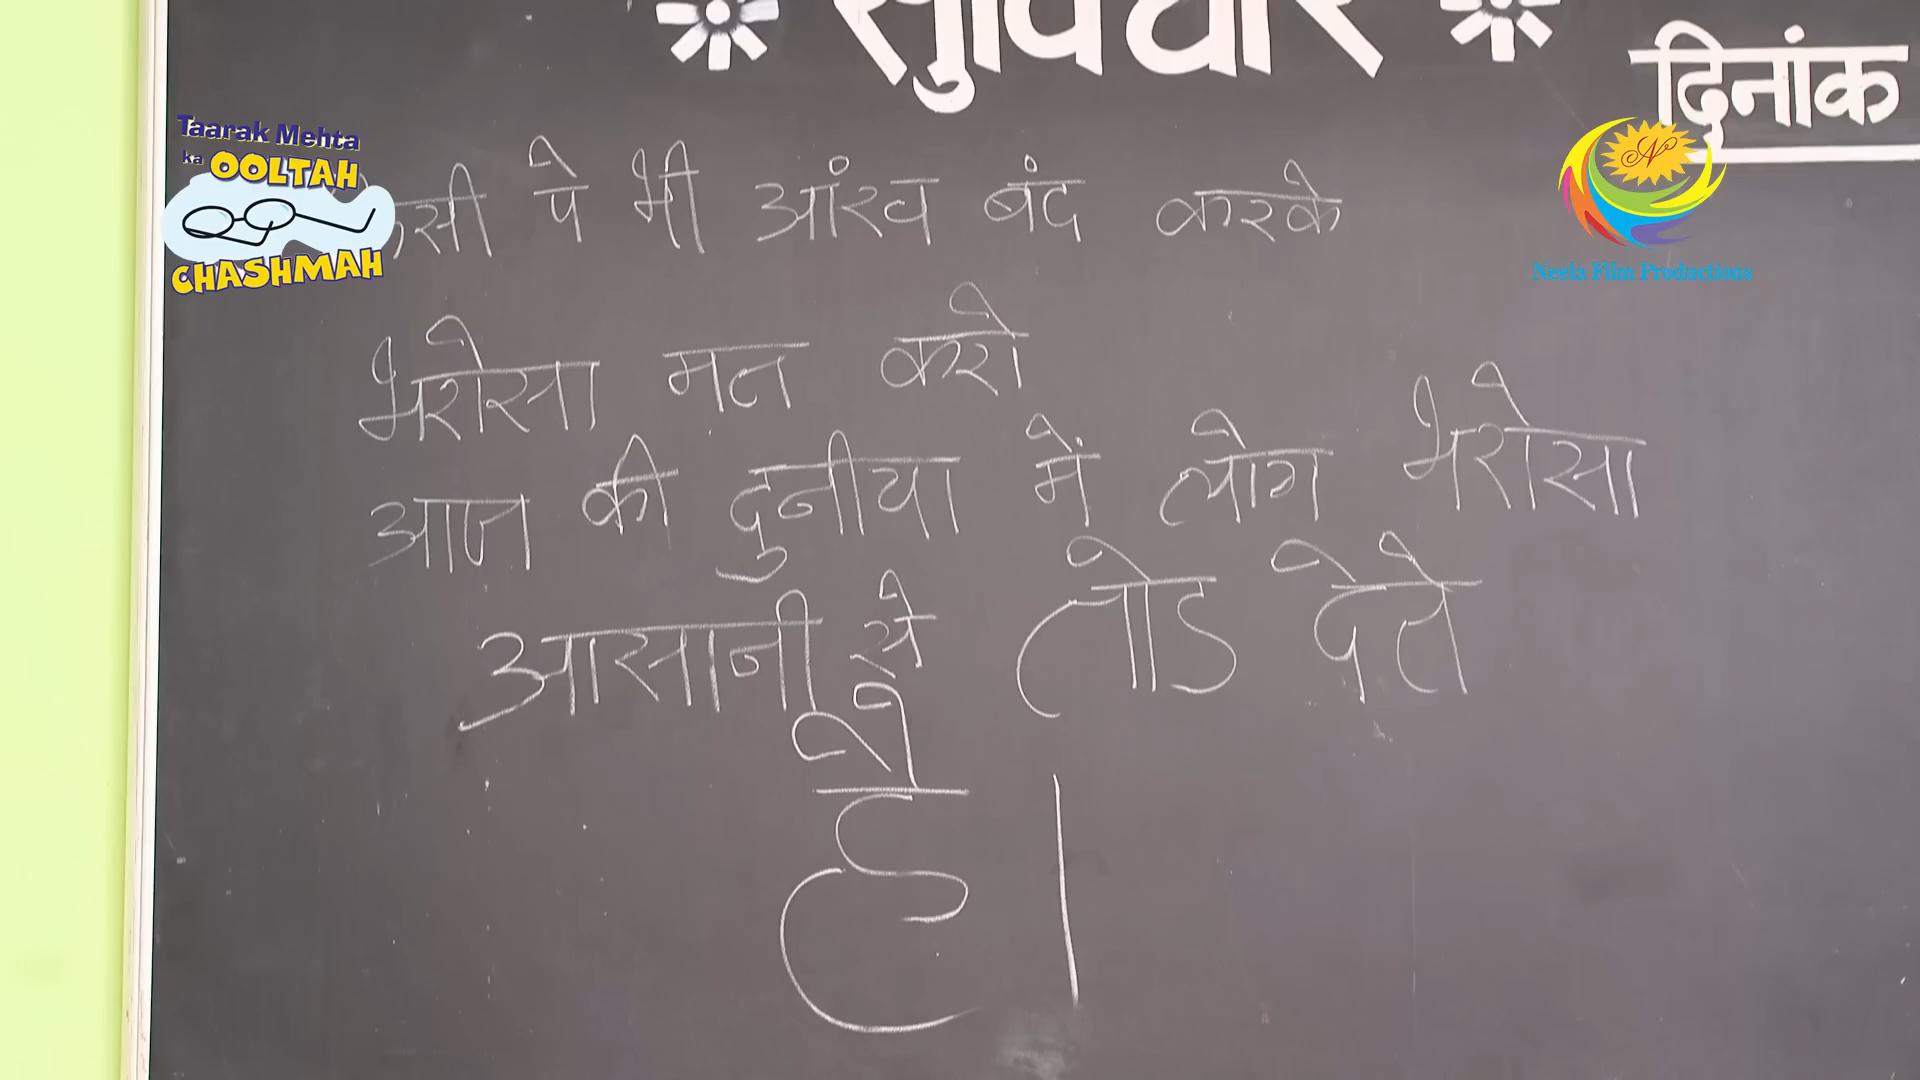 सुविचार
दिनांक
Taarak Mehta
ka OOLTAH
CHASHMAH
Neela Film Productions
पे भी आंख बंद करके
भरोसा मत करो
आज की दुनीया में लोग भरोसा
आसानी से तोड देते
है।